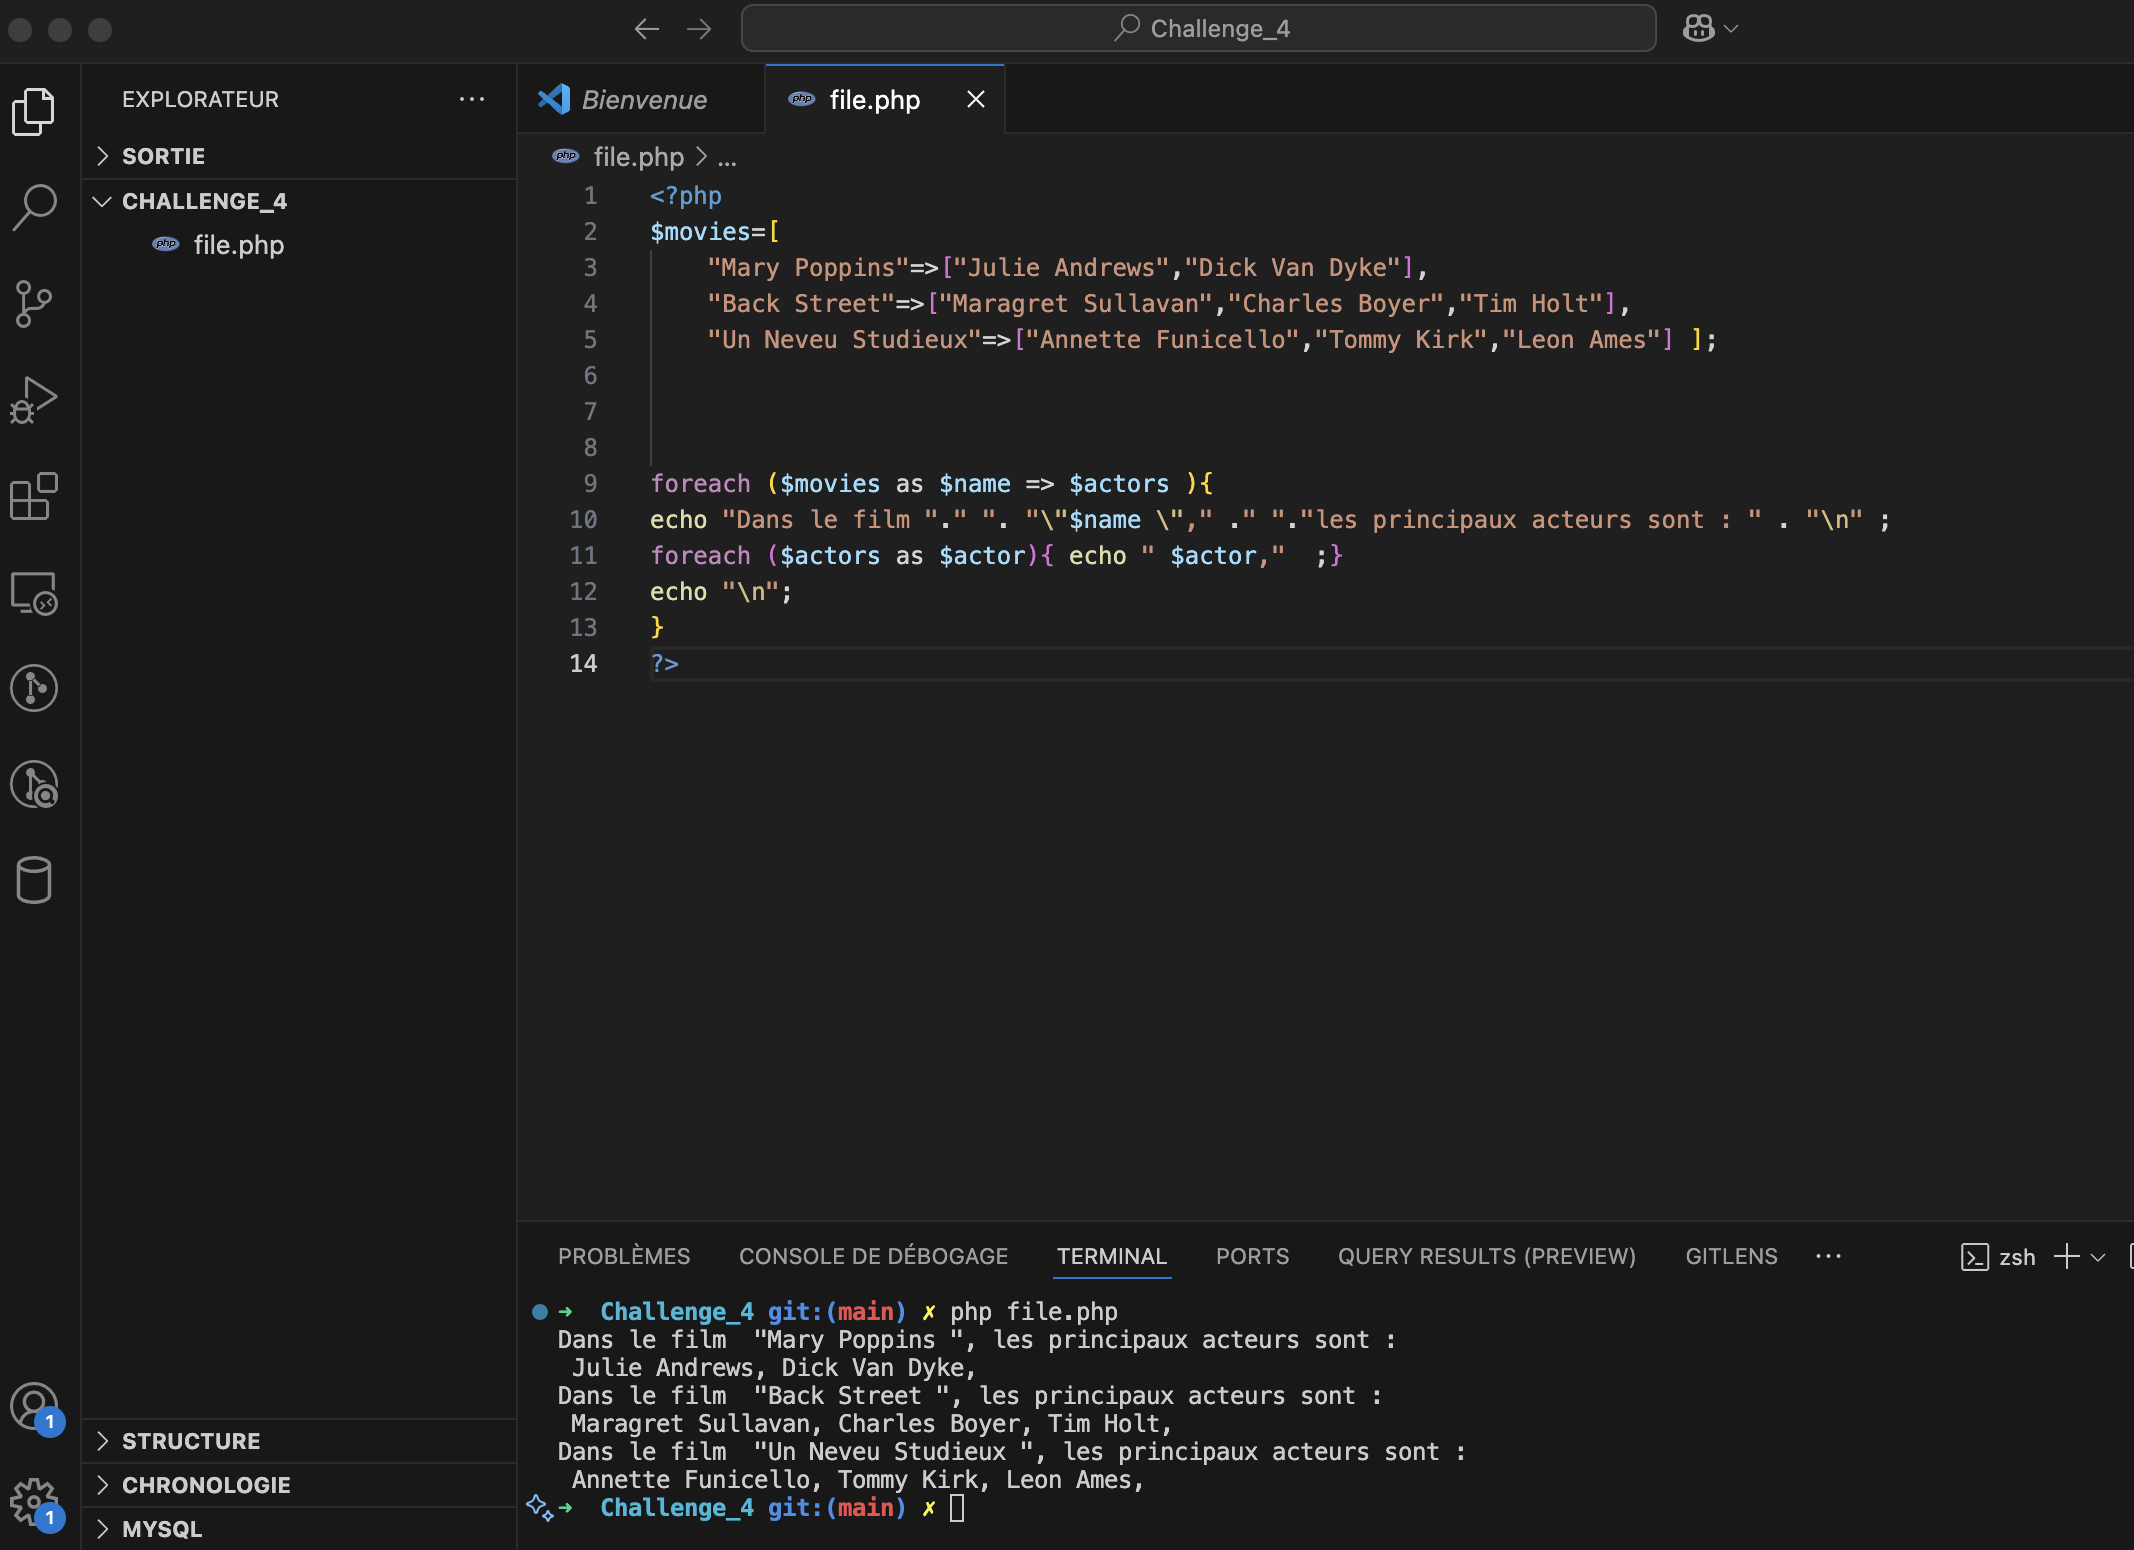 Challenge_4
EXPLORATEUR
SORTIE
CHALLENGE_4
php file.php
Bienvenue
php file.php
php file.php > ...
1 <?php
2 $movies=[
3     "Mary Poppins"=>["Julie Andrews","Dick Van Dyke"],
4     "Back Street"=>["Maragret Sullavan","Charles Boyer","Tim Holt"],
5     "Un Neveu Studieux"=>["Annette Funicello","Tommy Kirk","Leon Ames"] ];
6
7
8
9 foreach ($movies as $name => $actors ){
10 echo "Dans le film "." ". "\"$name \"," ." "."les principaux acteurs sont : " . "\n" ;
11 foreach ($actors as $actor){ echo " $actor,"  ;}
12 echo "\n";
13 }
14 ?>
PROBLÈMES CONSOLE DE DÉBOGAGE TERMINAL PORTS QUERY RESULTS (PREVIEW) GITLENS ... zsh
➜  Challenge_4 git:(main) ✗ php file.php
Dans le film  "Mary Poppins ", les principaux acteurs sont :
 Julie Andrews, Dick Van Dyke,
Dans le film  "Back Street ", les principaux acteurs sont :
 Maragret Sullavan, Charles Boyer, Tim Holt,
Dans le film  "Un Neveu Studieux ", les principaux acteurs sont :
 Annette Funicello, Tommy Kirk, Leon Ames,
➜  Challenge_4 git:(main) ✗
1
STRUCTURE
CHRONOLOGIE
1
MYSQL